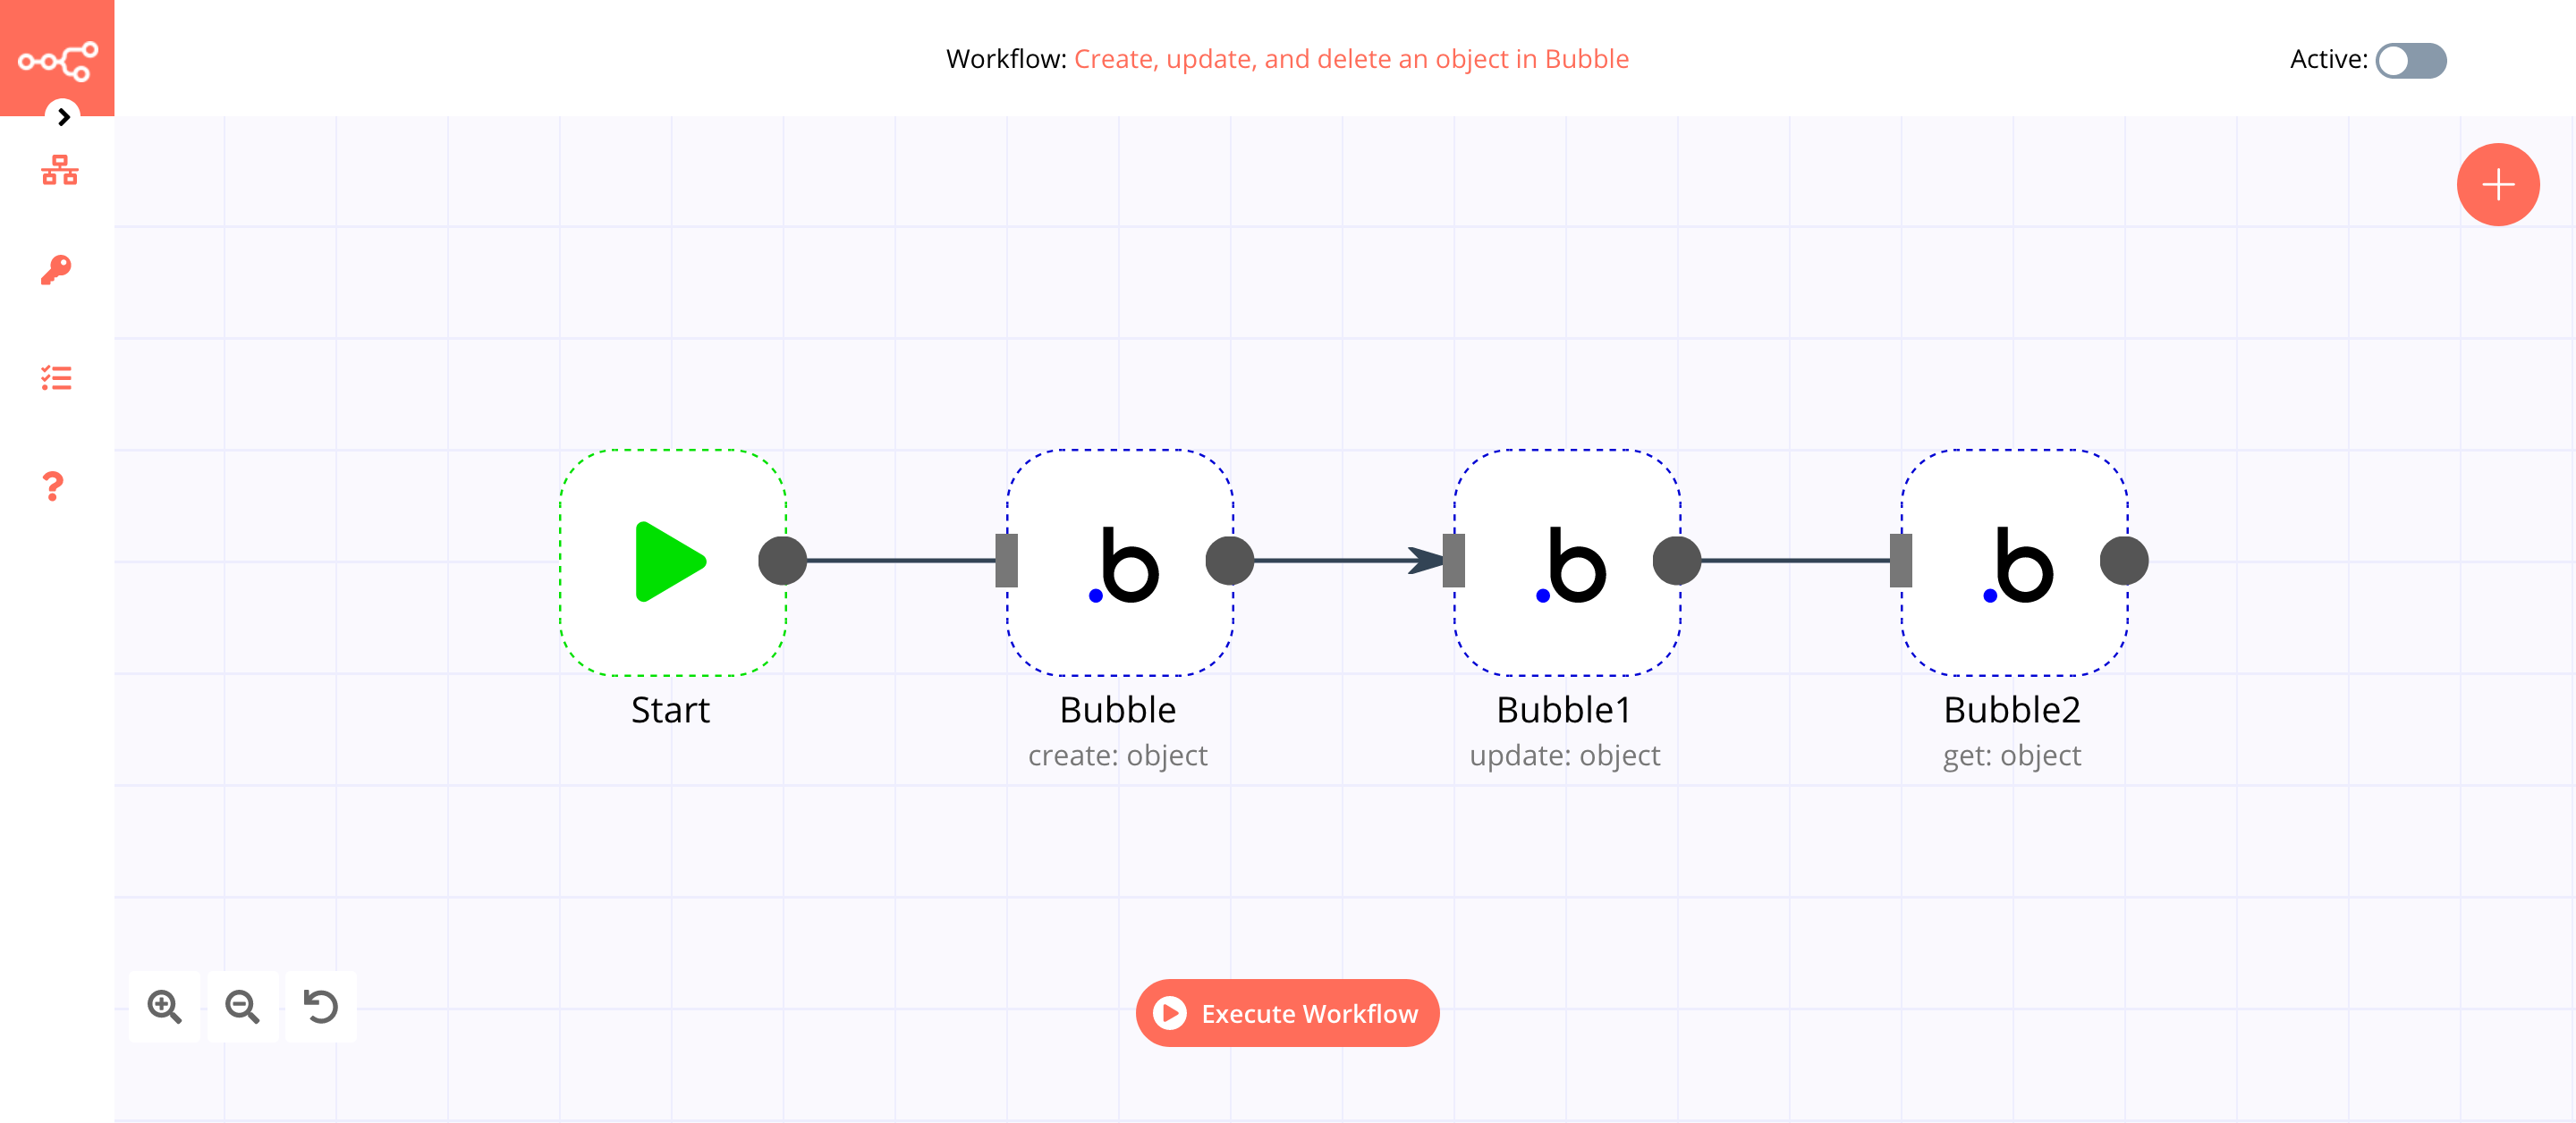 Workflow: Create, update, and delete an object in Bubble
Active:
Start
Bubble
create: object
Bubble1
update: object
Bubble2
get: object
Execute Workflow